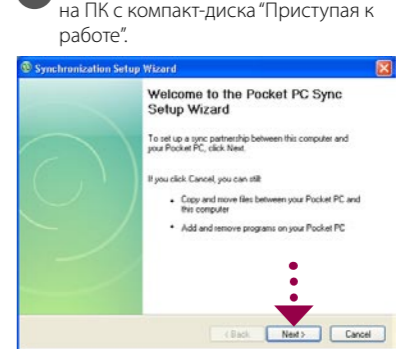 на ПК с компакт-диска “Приступая к
работе”.
Synchronization Setup Wizard
Welcome to the Pocket PC Sync
Setup Wizard
To set up a sync partnership between this computer and
your Pocket PC, click Next.
If you click Cancel, you can still:
• Copy and move files between your Pocket PC and
this computer
• Add and remove programs on your Pocket PC
< Back Next > Cancel